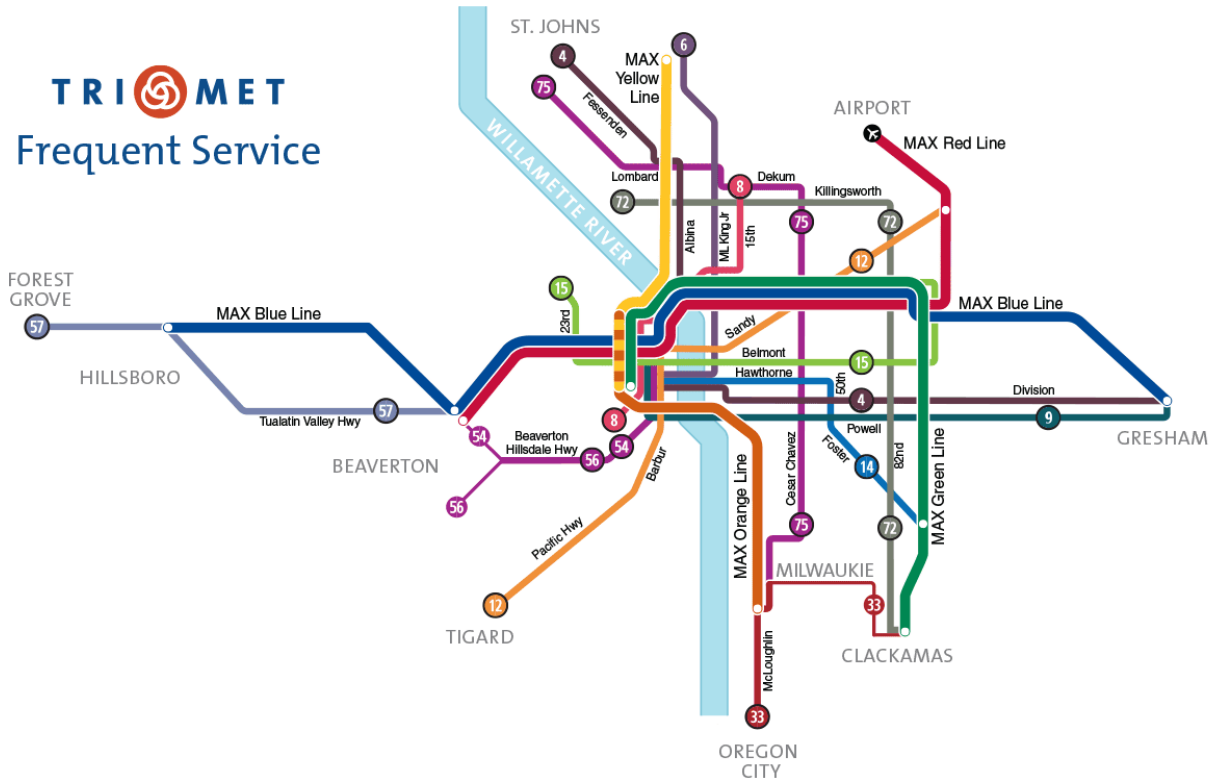 TRI MET
Frequent Service
ST. JOHNS
4
6
MAX
Yellow
Line
75
Fessenden
WILLAMETTE RIVER
AIRPORT
MAX Red Line
Lombard
8
Dekum
Killingsworth
72
75
72
Albina
ML King Jr
15th
12
FOREST
GROVE
57
MAX Blue Line
15
23rd
MAX Blue Line
Sandy
Belmont
15
HILLSBORO
Hawthorne
50th
4
Division
57
Tualatin Valley Hwy
8
Powell
9
GRESHAM
54
Beaverton
Hillsdale Hwy
56
54
BEAVERTON
Barbur
Foster
14
82nd
Cesar Chavez
MAX Orange Line
MAX Green Line
56
75
72
Pacific Hwy
MILWAUKIE
12
33
TIGARD
CLACKAMAS
McLoughlin
33
OREGON
CITY